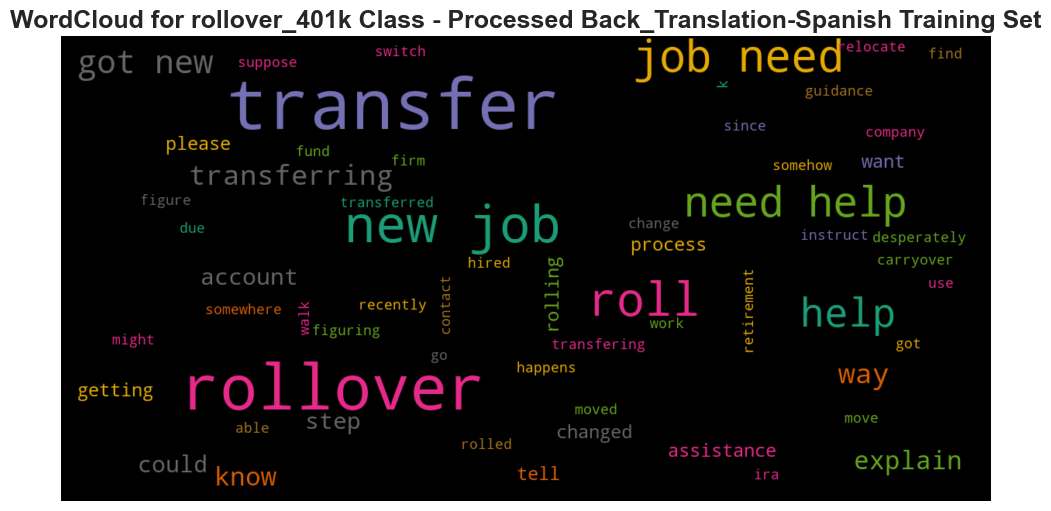 WordCloud for rollover_401k Class - Processed Back_Translation-Spanish Training Set
got new
suppose
switch
job need
relocate
find
transfer
k
guidance
please
fund
firm
since
company
transferring
somehow
want
figure
transferred
need help
due
new job
change
process
instruct
desperately
carryover
account
hired
rolling
retirement
use
somewhere
walk
recently
contact
roll
work
help
figuring
might
go
transfering
got
happens
way
getting
rollover
step
able
moved
changed
move
rolled
assistance
explain
could
know
tell
ira